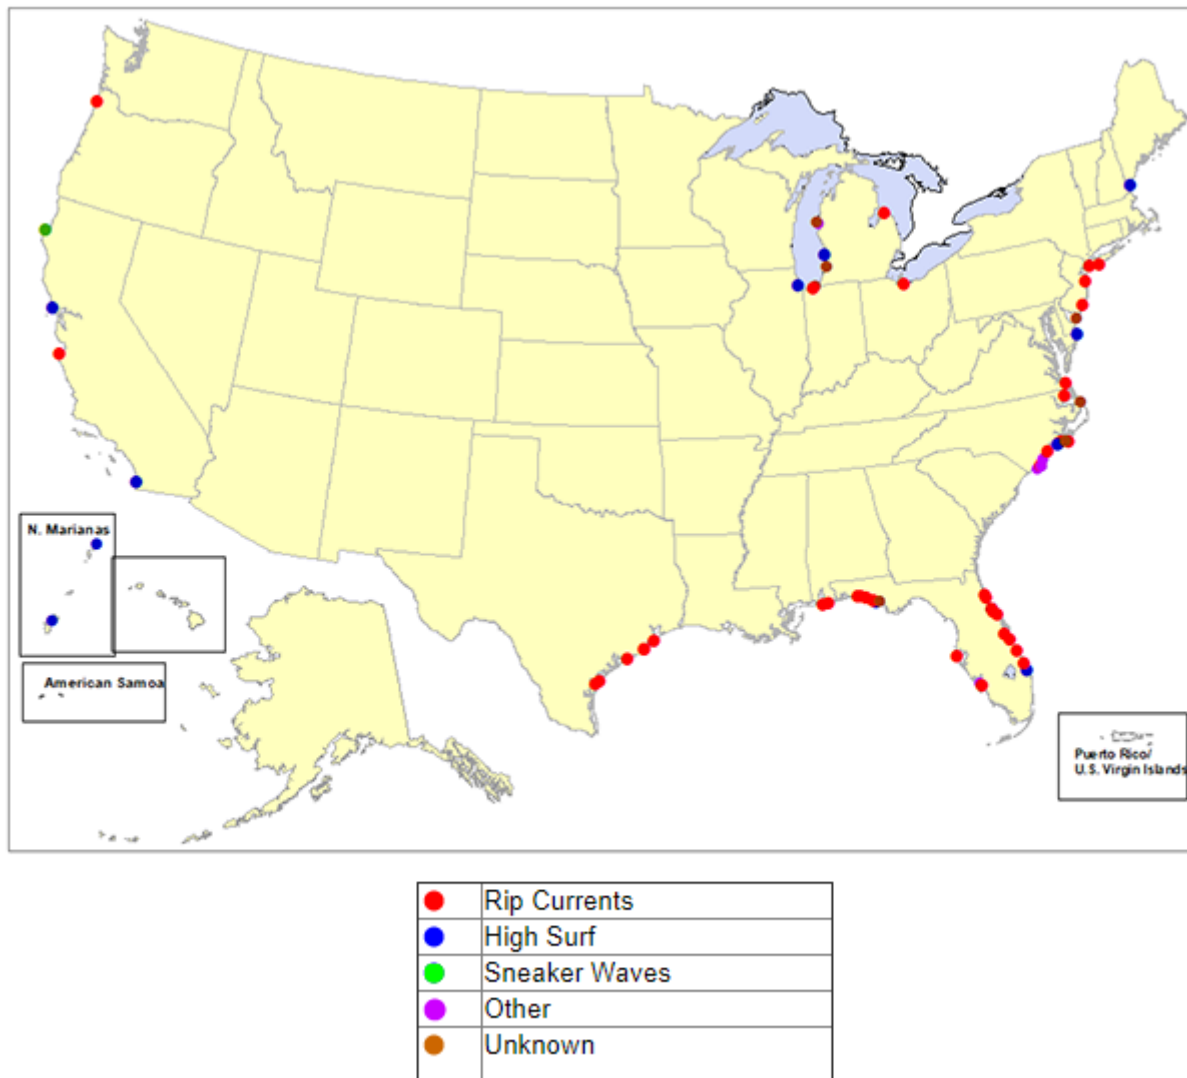 N. Marianas
American Samoa
Puerto Rico/
U.S. Virgin Islands
Rip Currents
High Surf
Sneaker Waves
Other
Unknown